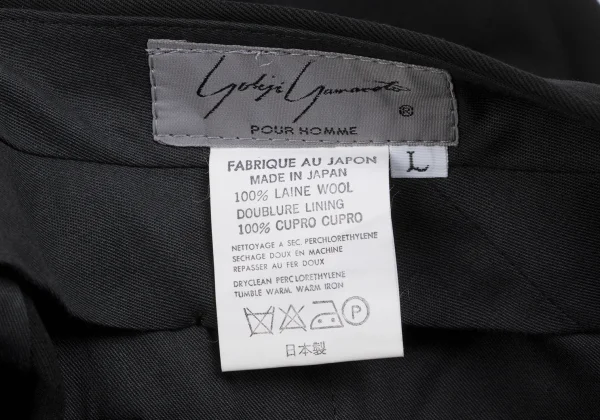 Yohji Yamamoto
®
POUR HOMME
L
FABRIQUE AU JAPON
MADE IN JAPAN
100% LAINE WOOL
DOUBLURE LINING
100% CUPRO CUPRO
NETTOYAGE A SEC. PERCHLORETHYLENE
SECHAGE DOUX EN MACHINE
REPASSER AU FER DOUX
DRYCLEAN PERCLORETHYLENE
TUMBLE WARM. WARM IRON
P
日本製